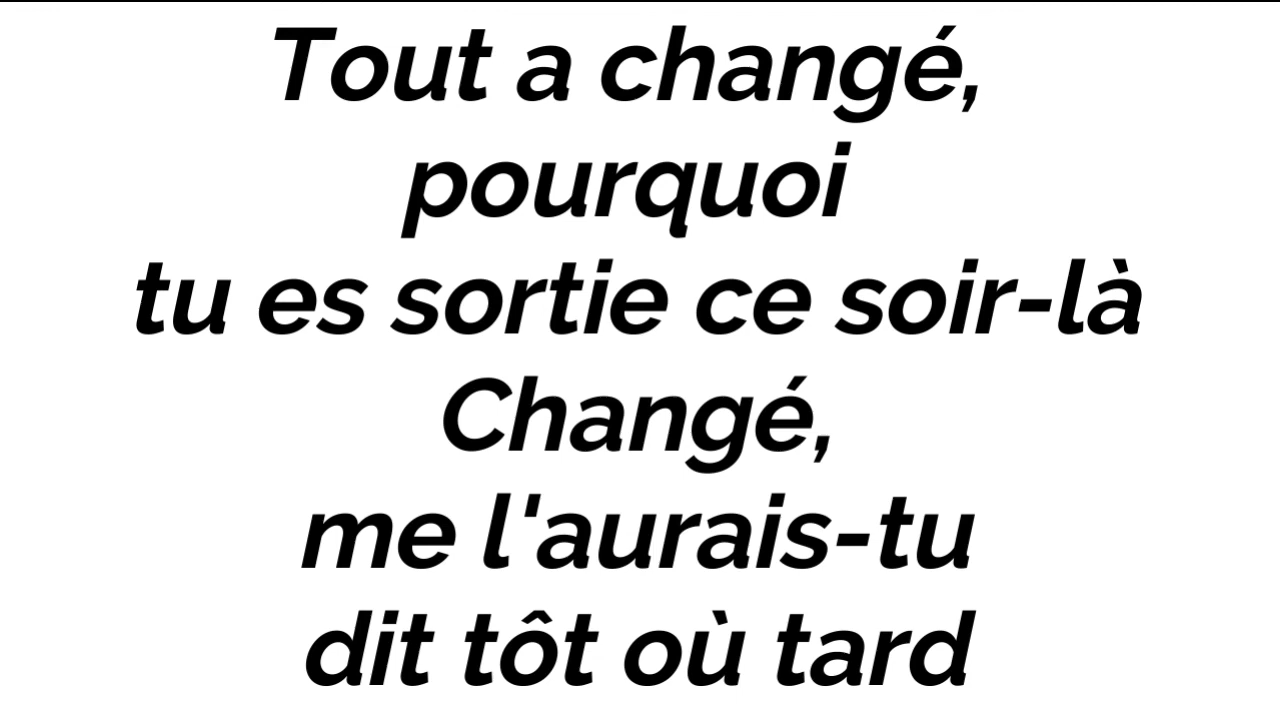 Tout a changé,
pourquoi
tu es sortie ce soir-là
Changé,
me l'aurais-tu
dit tôt où tard